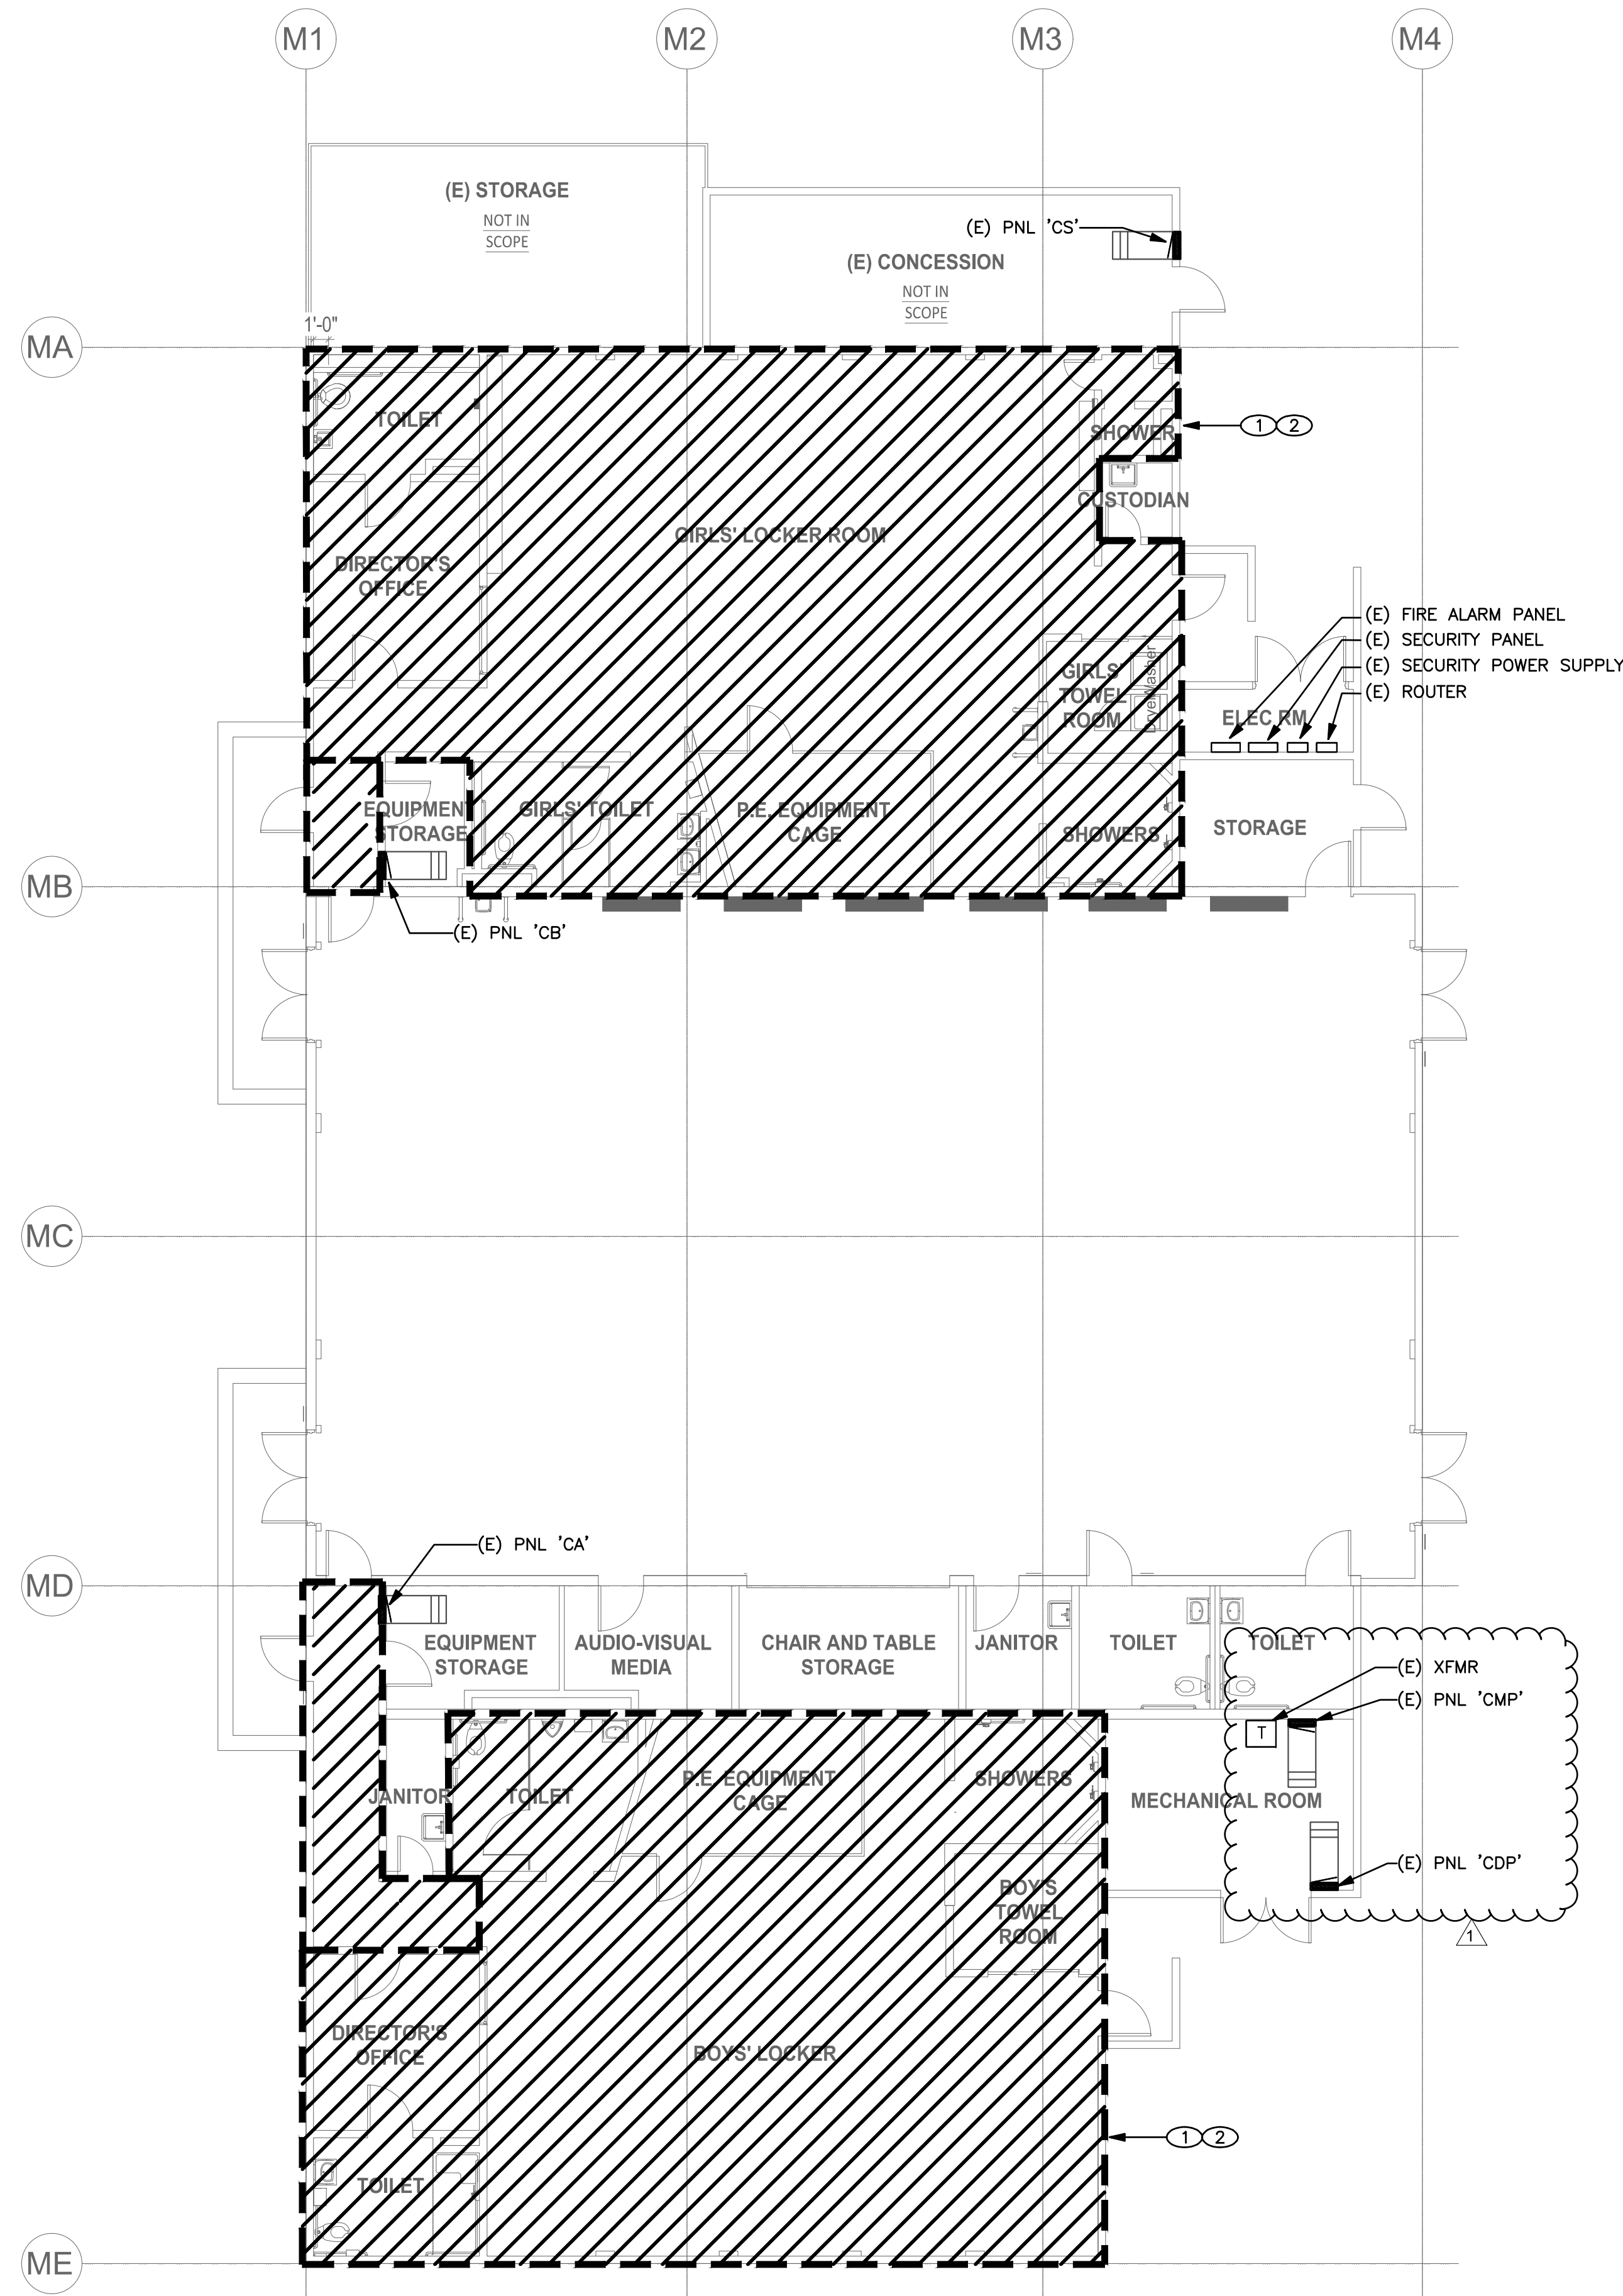 M1
M2
M3
M4
(E) STORAGE
NOT IN
SCOPE
(E) PNL 'CS'
(E) CONCESSION
NOT IN
SCOPE
1'-0"
MA
TOILET
SHOWER
1
2
CUSTODIAN
GIRLS' LOCKER ROOM
DIRECTOR'S
OFFICE
(E) FIRE ALARM PANEL
(E) SECURITY PANEL
(E) SECURITY POWER SUPPLY
(E) ROUTER
GIRLS'
TOWEL
ROOM
Dryer
Washer
ELEC RM
EQUIPMENT
STORAGE
GIRLS' TOILET
P.E. EQUIPMENT
CAGE
SHOWERS
STORAGE
MB
(E) PNL 'CB'
MC
(E) PNL 'CA'
MD
EQUIPMENT
STORAGE
AUDIO-VISUAL
MEDIA
CHAIR AND TABLE
STORAGE
JANITOR
TOILET
TOILET
(E) XFMR
(E) PNL 'CMP'
T
JANITOR
TOILET
P.E. EQUIPMENT
CAGE
SHOWERS
MECHANICAL ROOM
(E) PNL 'CDP'
BOY'S
TOWEL
ROOM
1
DIRECTOR'S
OFFICE
BOYS' LOCKER
1
2
TOILET
ME